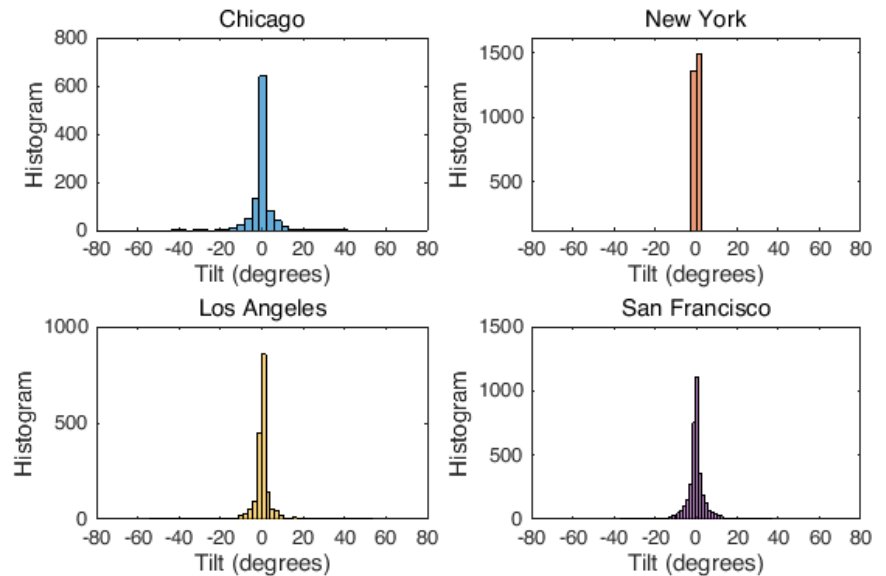 Chicago
800
600
400
200
0
Histogram
-80 -60 -40 -20 0 20 40 60 80
Tilt (degrees)
New York
1500
1000
500
Histogram
-80 -60 -40 -20 0 20 40 60 80
Tilt (degrees)
Los Angeles
1000
500
0
Histogram
-80 -60 -40 -20 0 20 40 60 80
Tilt (degrees)
San Francisco
1500
1000
500
0
Histogram
-80 -60 -40 -20 0 20 40 60 80
Tilt (degrees)